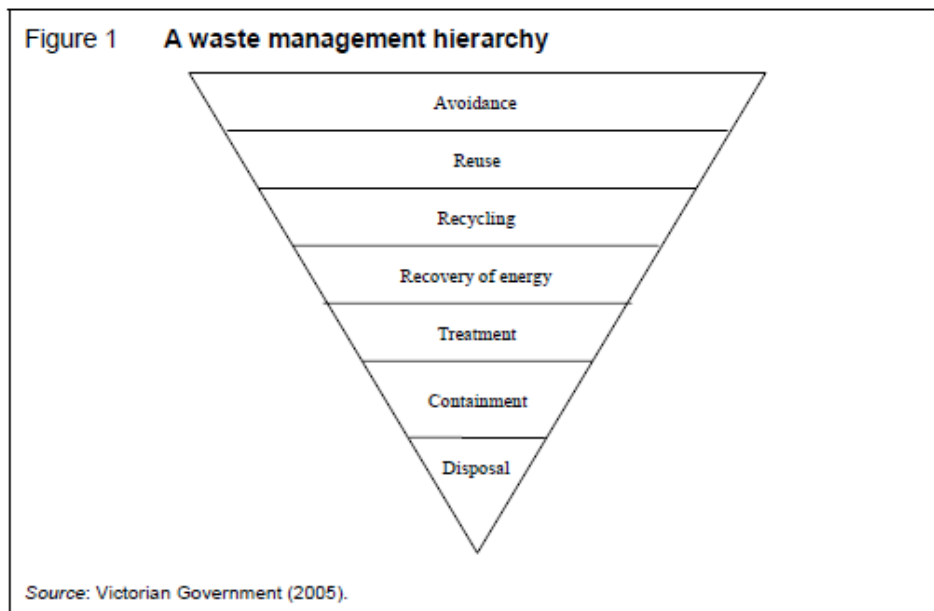 Figure 1 A waste management hierarchy
Avoidance
Reuse
Recycling
Recovery of energy
Treatment
Containment
Disposal
Source: Victorian Government (2005).